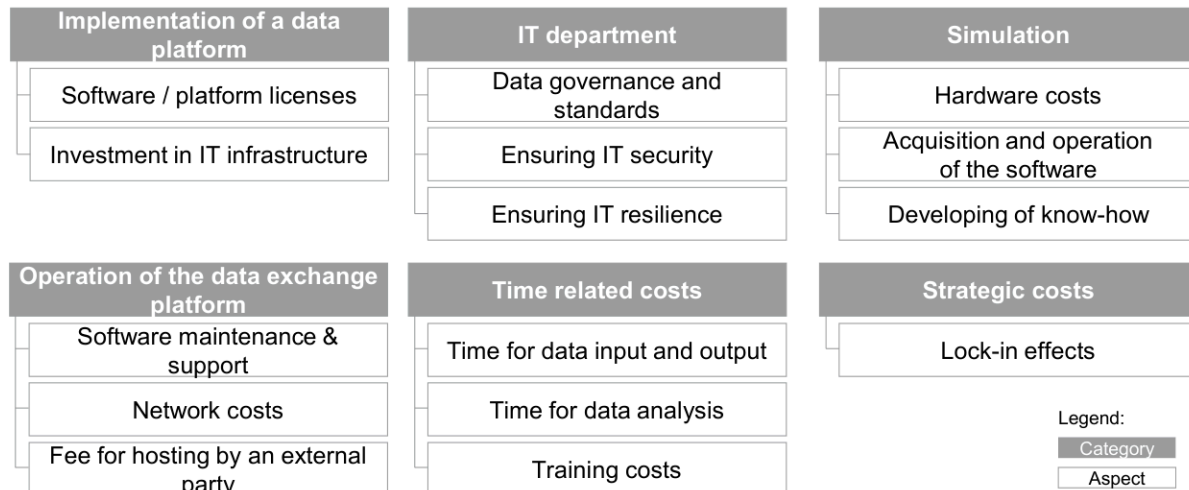 Implementation of a data
platform
Software / platform licenses
Investment in IT infrastructure
IT department
Data governance and
standards
Ensuring IT security
Ensuring IT resilience
Simulation
Hardware costs
Acquisition and operation
of the software
Developing of know-how
Operation of the data exchange
platform
Software maintenance &
support
Network costs
Fee for hosting by an external
party
Time related costs
Time for data input and output
Time for data analysis
Training costs
Strategic costs
Lock-in effects
Legend:
Category
Aspect